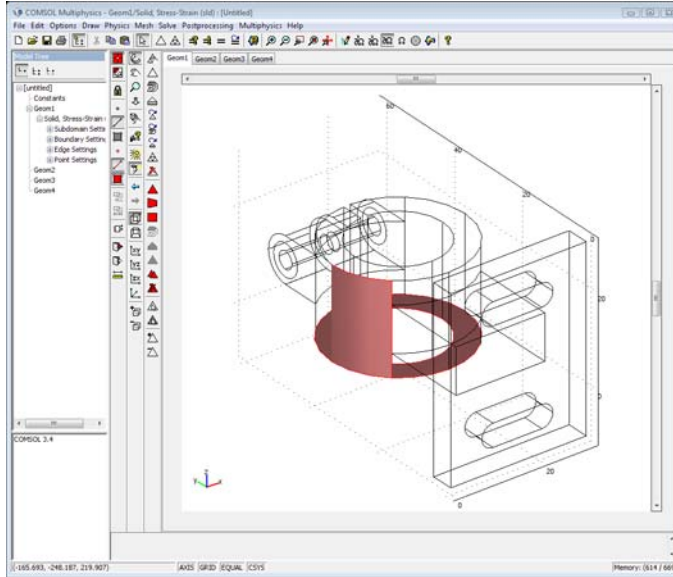 COMSOL Multiphysics - Geom1/Solid, Stress-Strain (sld) : [Untitled]
File Edit Options Draw Physics Mesh Solve Postprocessing Multiphysics Help
Model Tree
Geom1 Geom2 Geom3 Geom4
[untitled]
Constants
Geom1
Solid, Stress-Strain
Subdomain Sett
Boundary Setting
Edge Settings
Point Settings
Geom2
Geom3
Geom4
60
40
20
0
20
0
20
0
z
y
x
COMSOL 3.4
(-165.693, -248.187, 219.907)
AXIS GRID EQUAL CSYS
Memory: (614 / 66